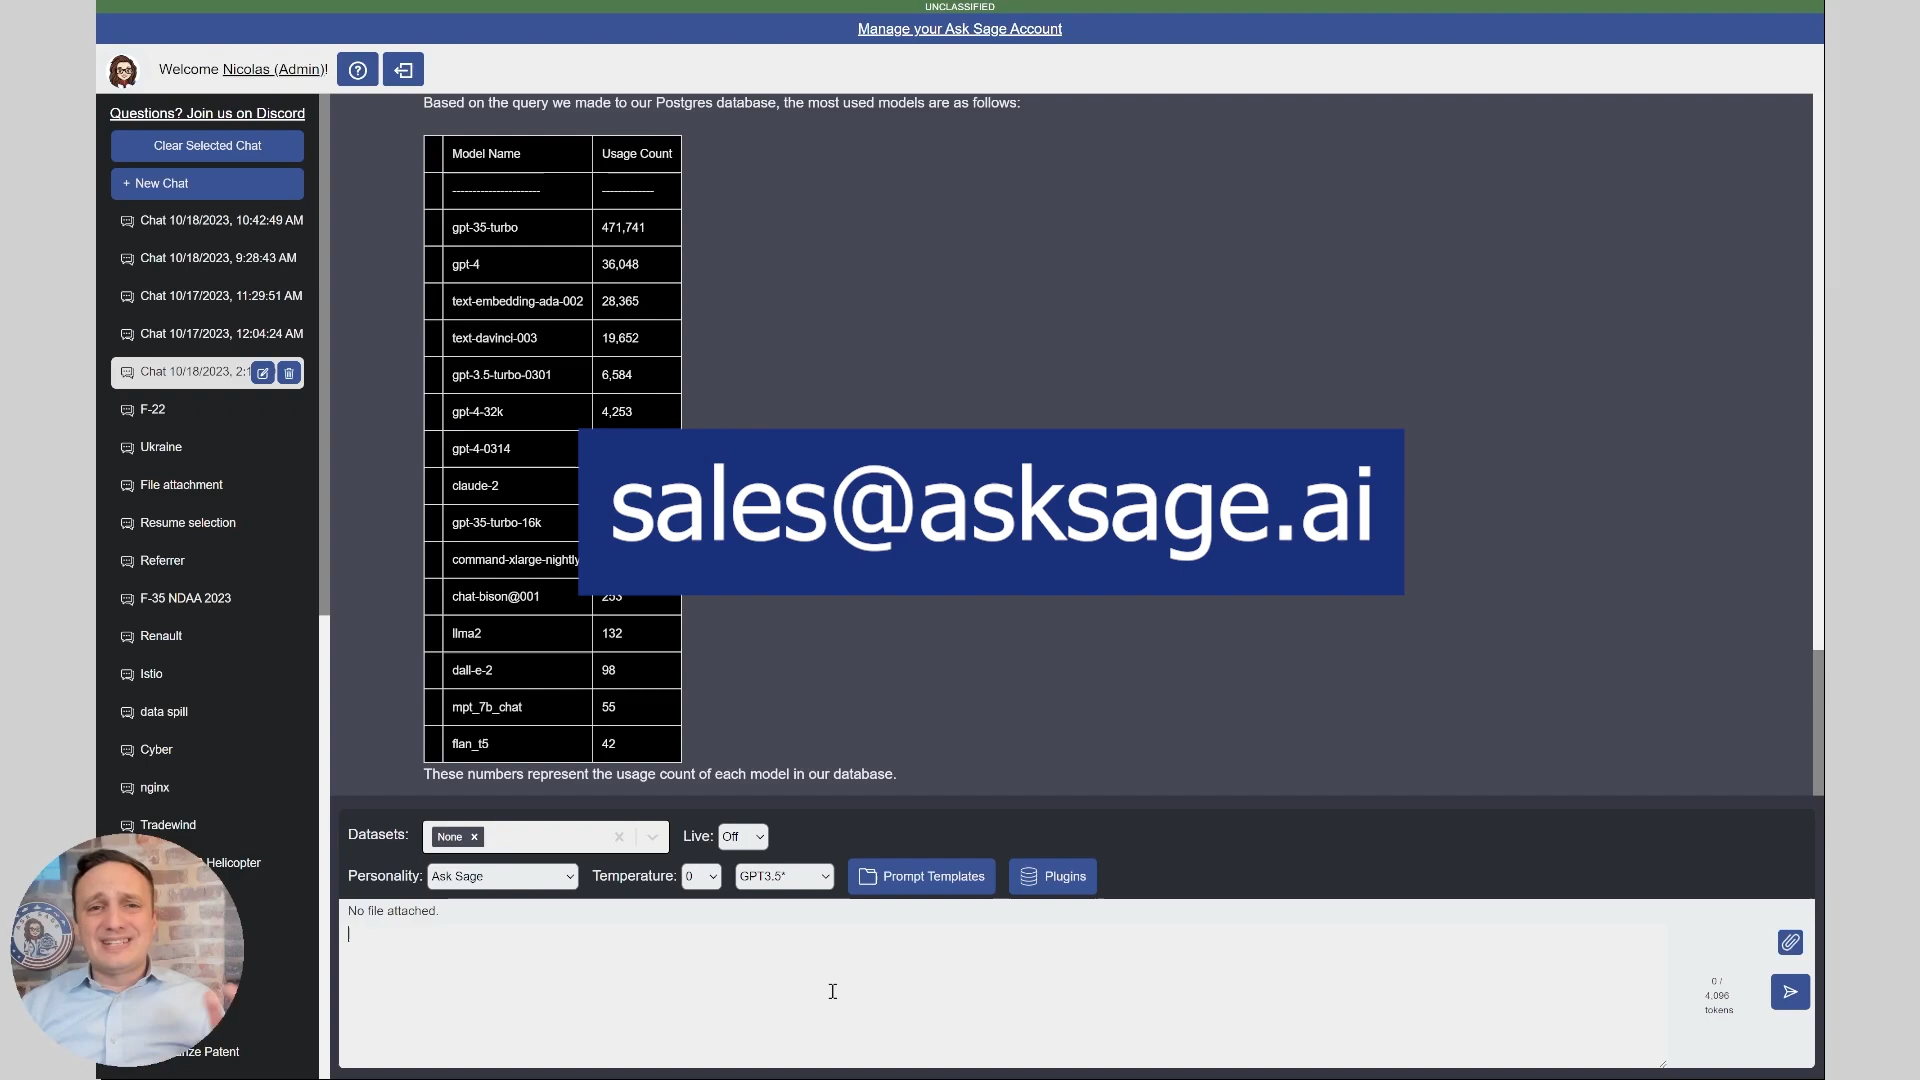 UNCLASSIFIED
Manage your Ask Sage Account
Welcome Nicolas (Admin)!
Questions? Join us on Discord
Clear Selected Chat
+ New Chat
Chat 10/18/2023, 10:42:49 AM
Chat 10/18/2023, 9:28:43 AM
Chat 10/17/2023, 11:29:51 AM
Chat 10/17/2023, 12:04:24 AM
Chat 10/18/2023, 2:1
F-22
Ukraine
File attachment
Resume selection
Referrer
F-35 NDAA 2023
Renault
Istio
data spill
Cyber
nginx
Tradewind
Helicopter
Patent
Based on the query we made to our Postgres database, the most used models are as follows:
Model Name Usage Count
---------------------- -------------
gpt-35-turbo 471,741
gpt-4 36,048
text-embedding-ada-002 28,365
text-davinci-003 19,652
gpt-3.5-turbo-0301 6,584
gpt-4-32k 4,253
gpt-4-0314
claude-2
gpt-35-turbo-16k
command-xlarge-nightly
chat-bison@001 253
llma2 132
dall-e-2 98
mpt_7b_chat 55
flan_t5 42
sales@asksage.ai
These numbers represent the usage count of each model in our database.
Datasets: None × Live: Off
Personality: Ask Sage Temperature: 0 GPT3.5* Prompt Templates Plugins
No file attached.
0 /
4,096
tokens